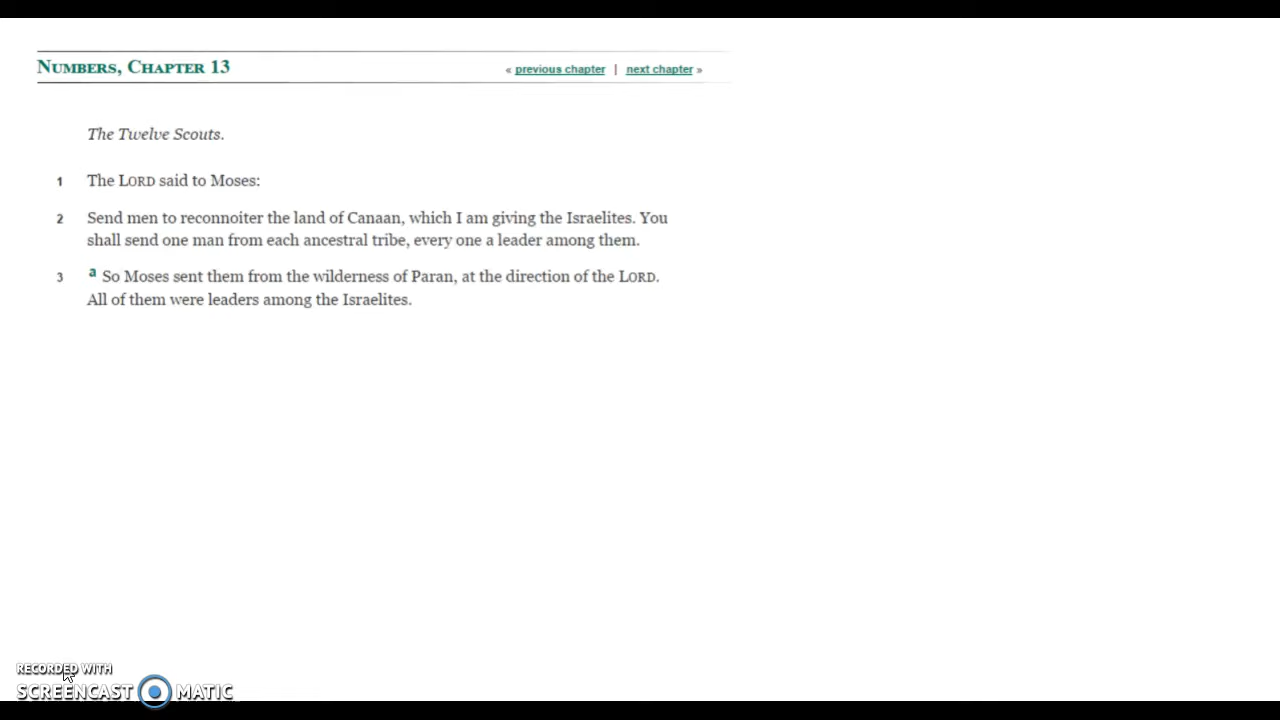 NUMBERS, CHAPTER 13
« previous chapter | next chapter »
The Twelve Scouts.
1 The LORD said to Moses:
2 Send men to reconnoiter the land of Canaan, which I am giving the Israelites. You
shall send one man from each ancestral tribe, every one a leader among them.
3 a So Moses sent them from the wilderness of Paran, at the direction of the LORD.
All of them were leaders among the Israelites.
RECORDED WITH
SCREENCAST MATIC